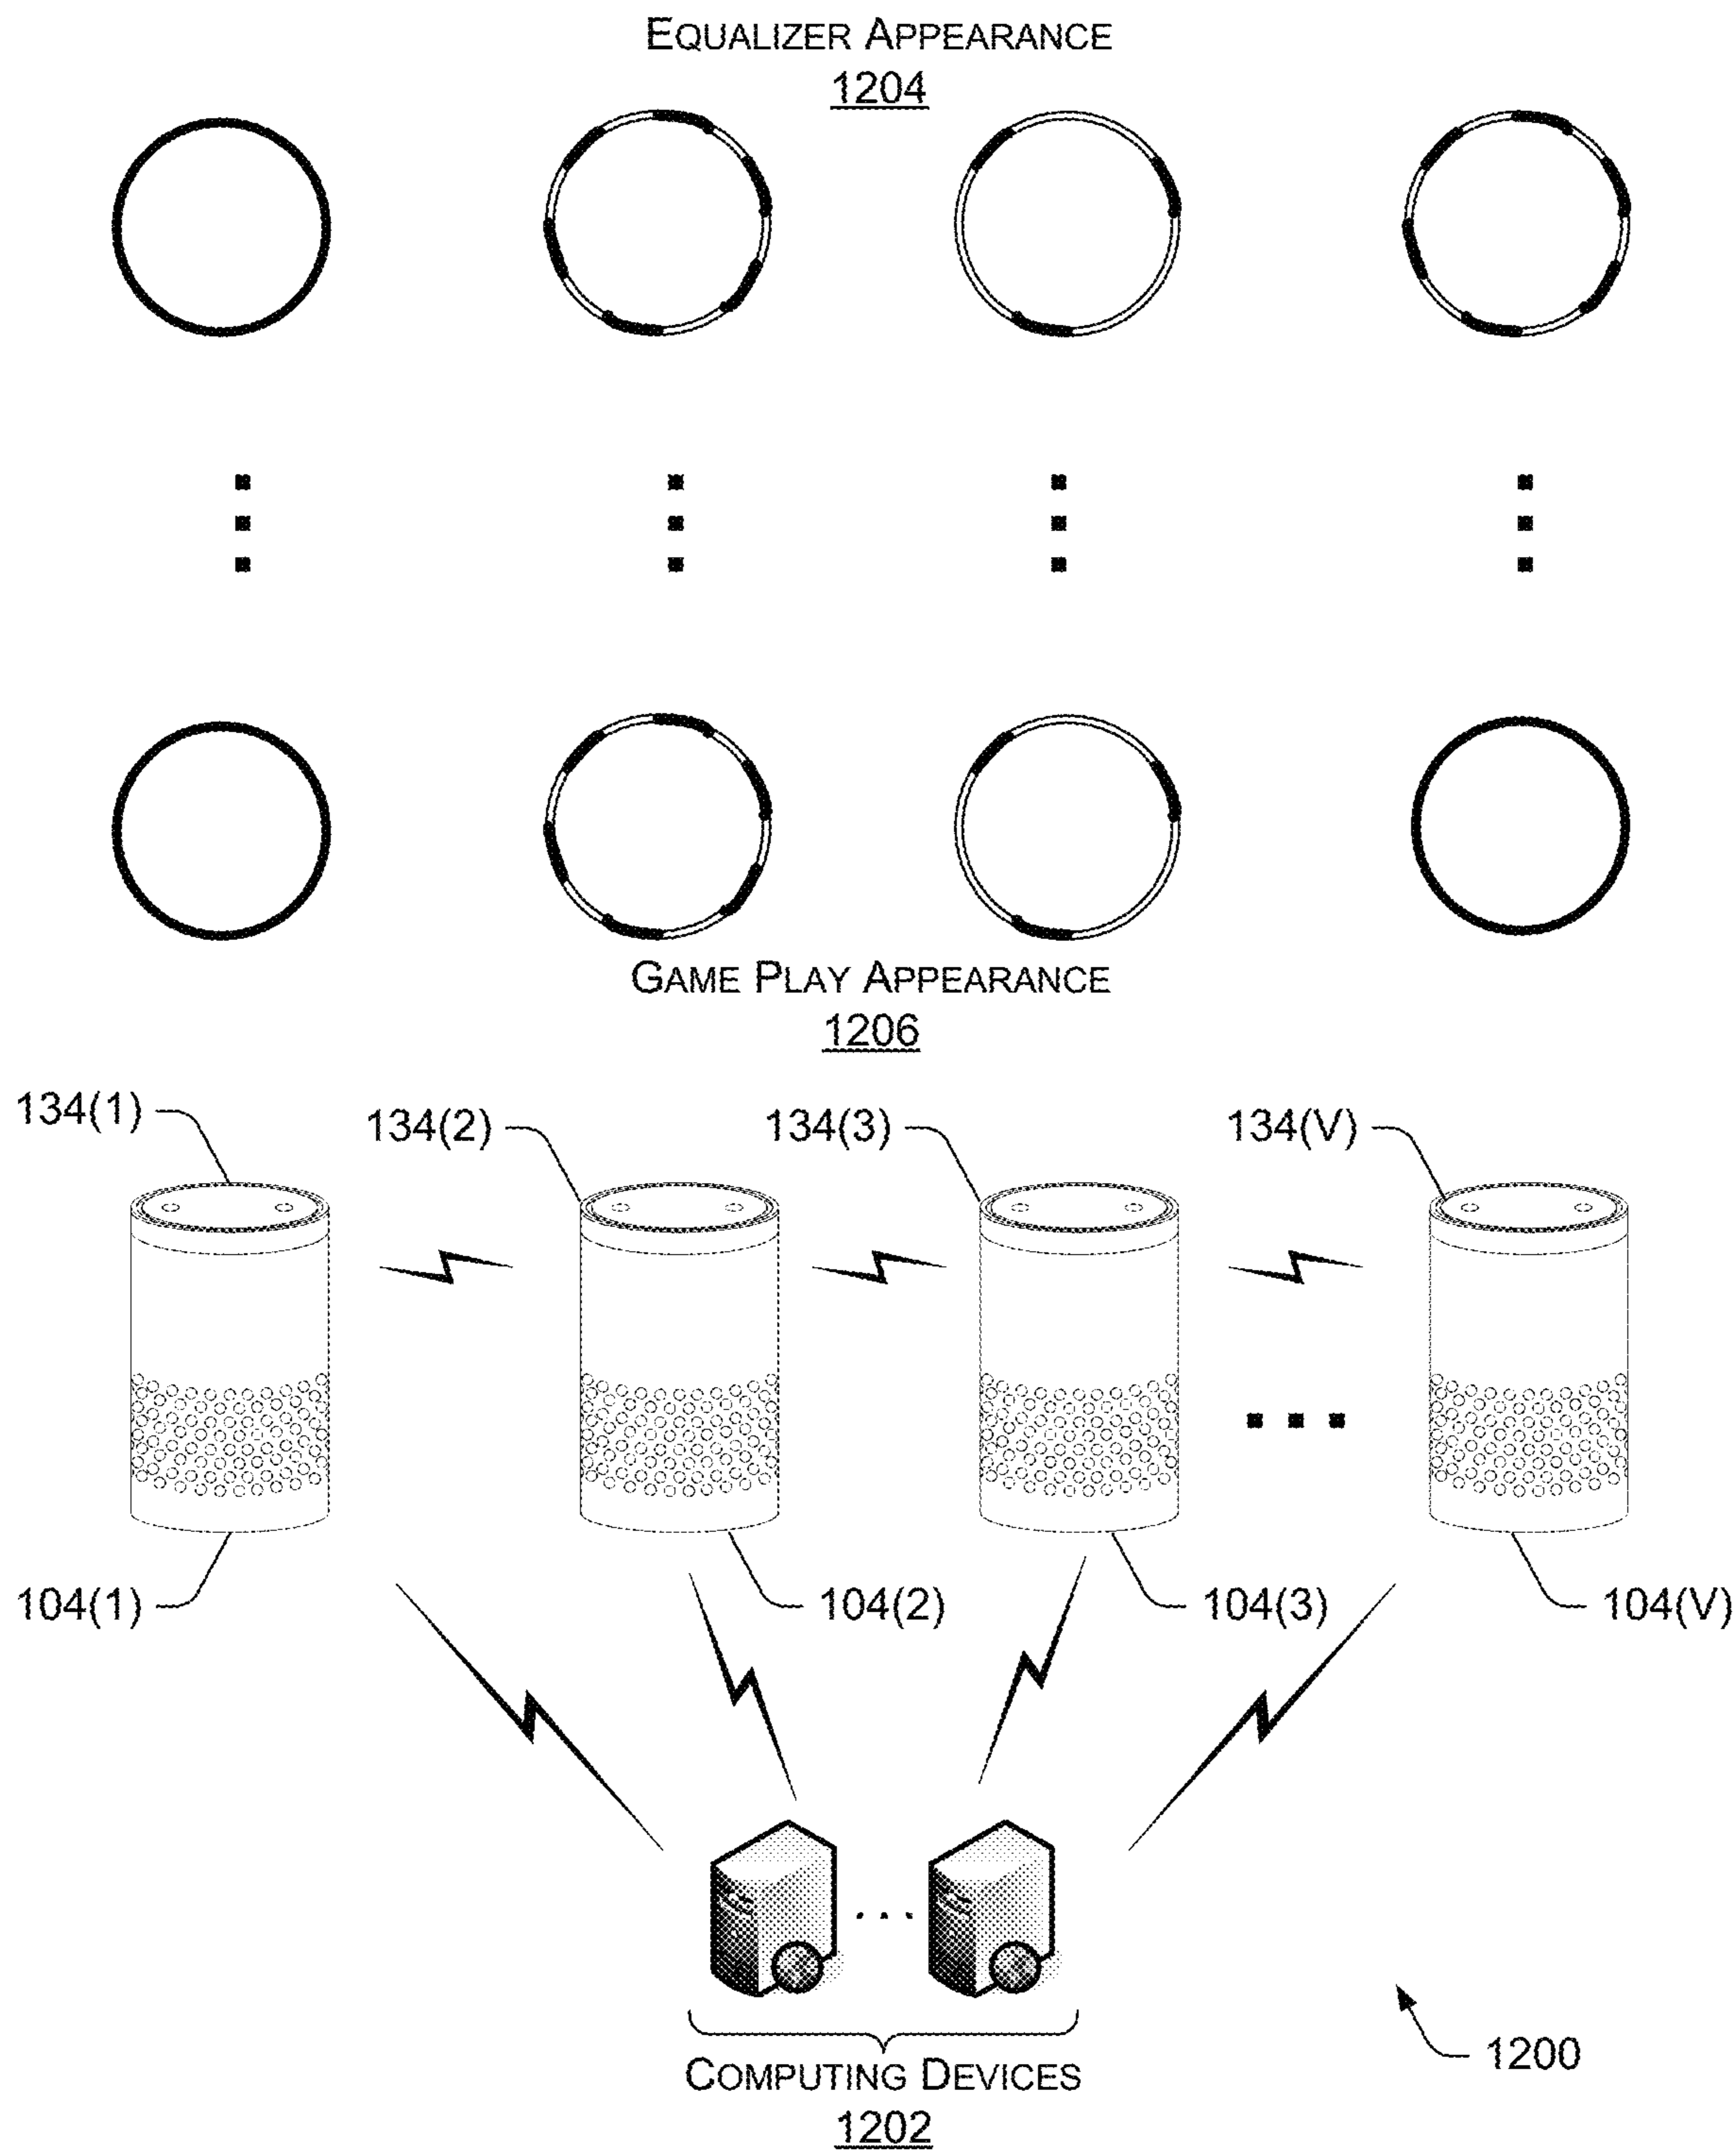 EQUALIZER APPEARANCE
1204
GAME PLAY APPEARANCE
1206
134(1)
134(2)
134(3)
134(V)
104(1)
104(2)
104(3)
104(V)
1200
COMPUTING DEVICES
1202